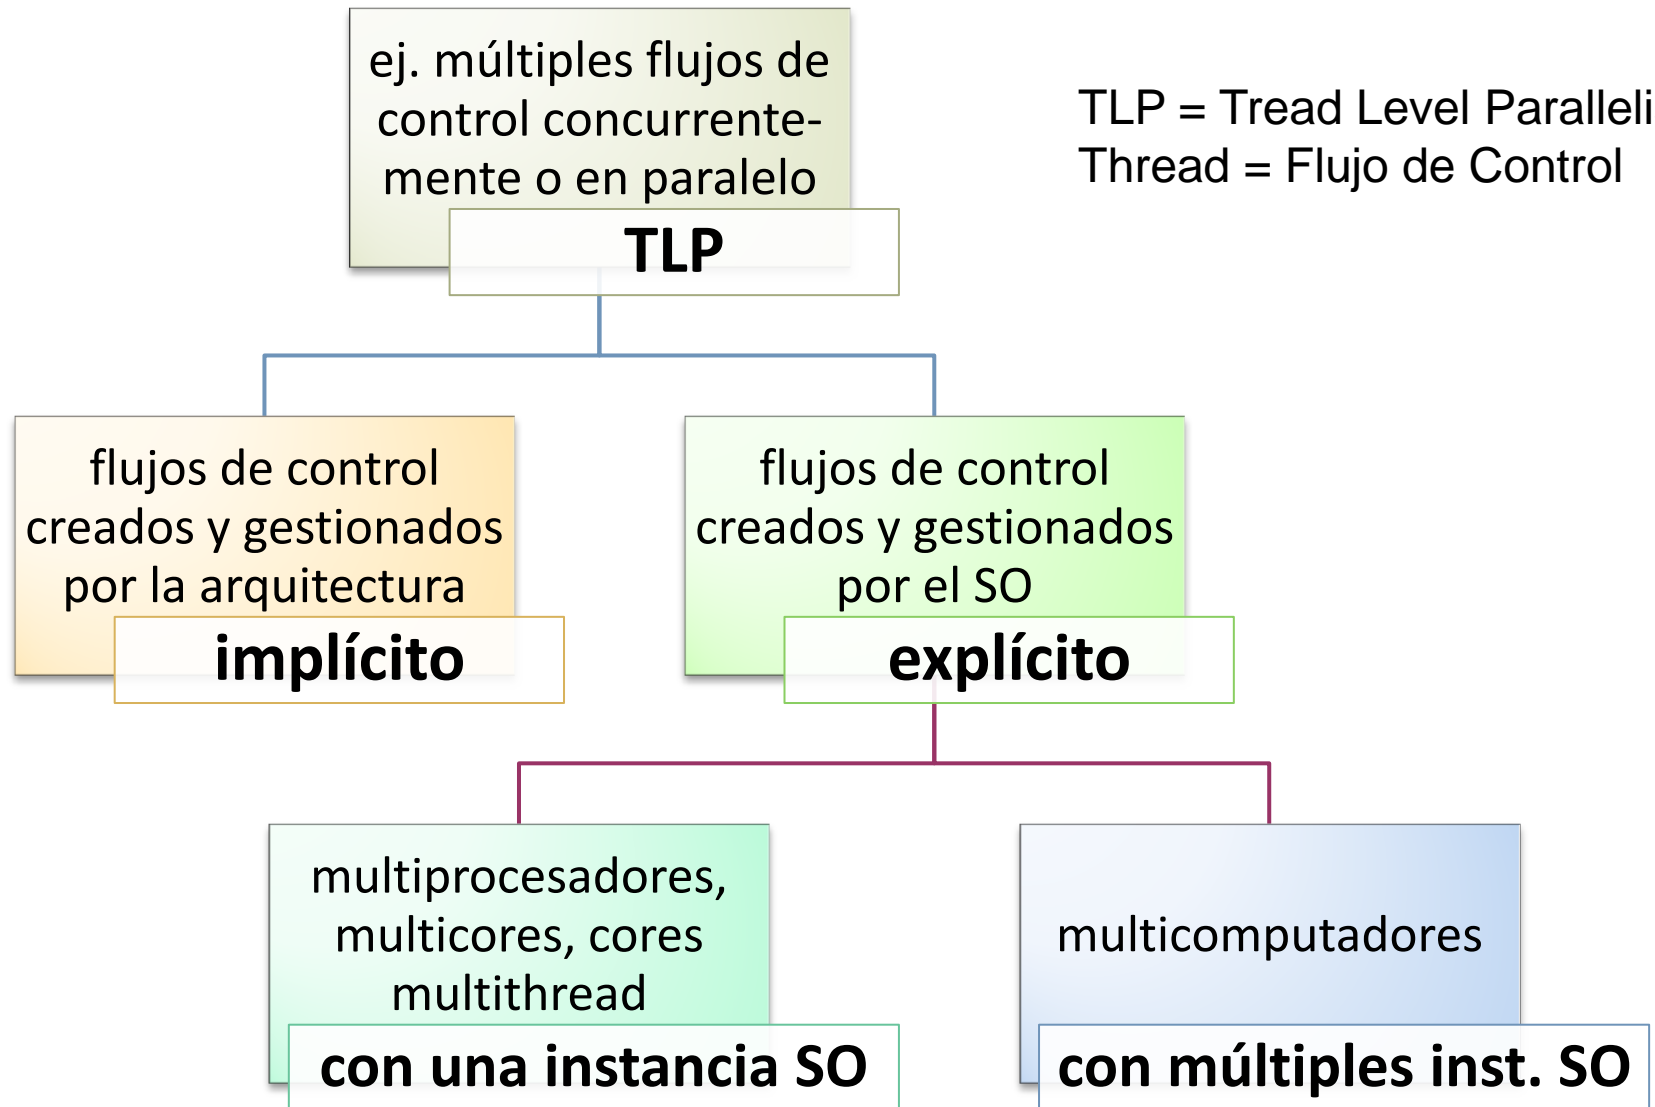 ej. múltiples flujos de
control concurrente-
mente o en paralelo
TLP
TLP = Tread Level Paralleli
Thread = Flujo de Control
flujos de control
creados y gestionados
por la arquitectura
implícito
flujos de control
creados y gestionados
por el SO
explícito
multiprocesadores,
multicores, cores
multithread
con una instancia SO
multicomputadores
con múltiples inst. SO